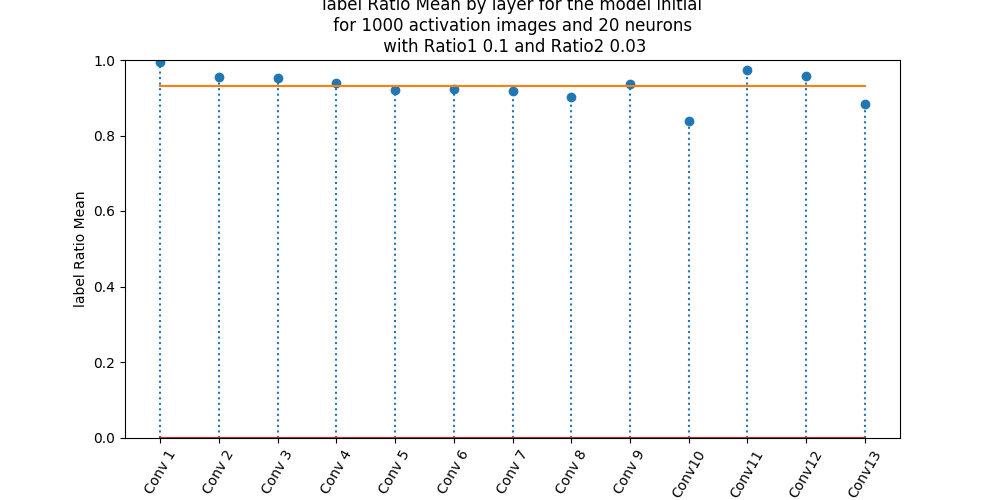 label Ratio Mean by layer for the model initial
for 1000 activation images and 20 neurons
with Ratio1 0.1 and Ratio2 0.03
1.0
0.8
0.6
0.4
0.2
0.0
label Ratio Mean
Conv 1
Conv 2
Conv 3
Conv 4
Conv 5
Conv 6
Conv 7
Conv 8
Conv 9
Conv10
Conv11
Conv12
Conv13